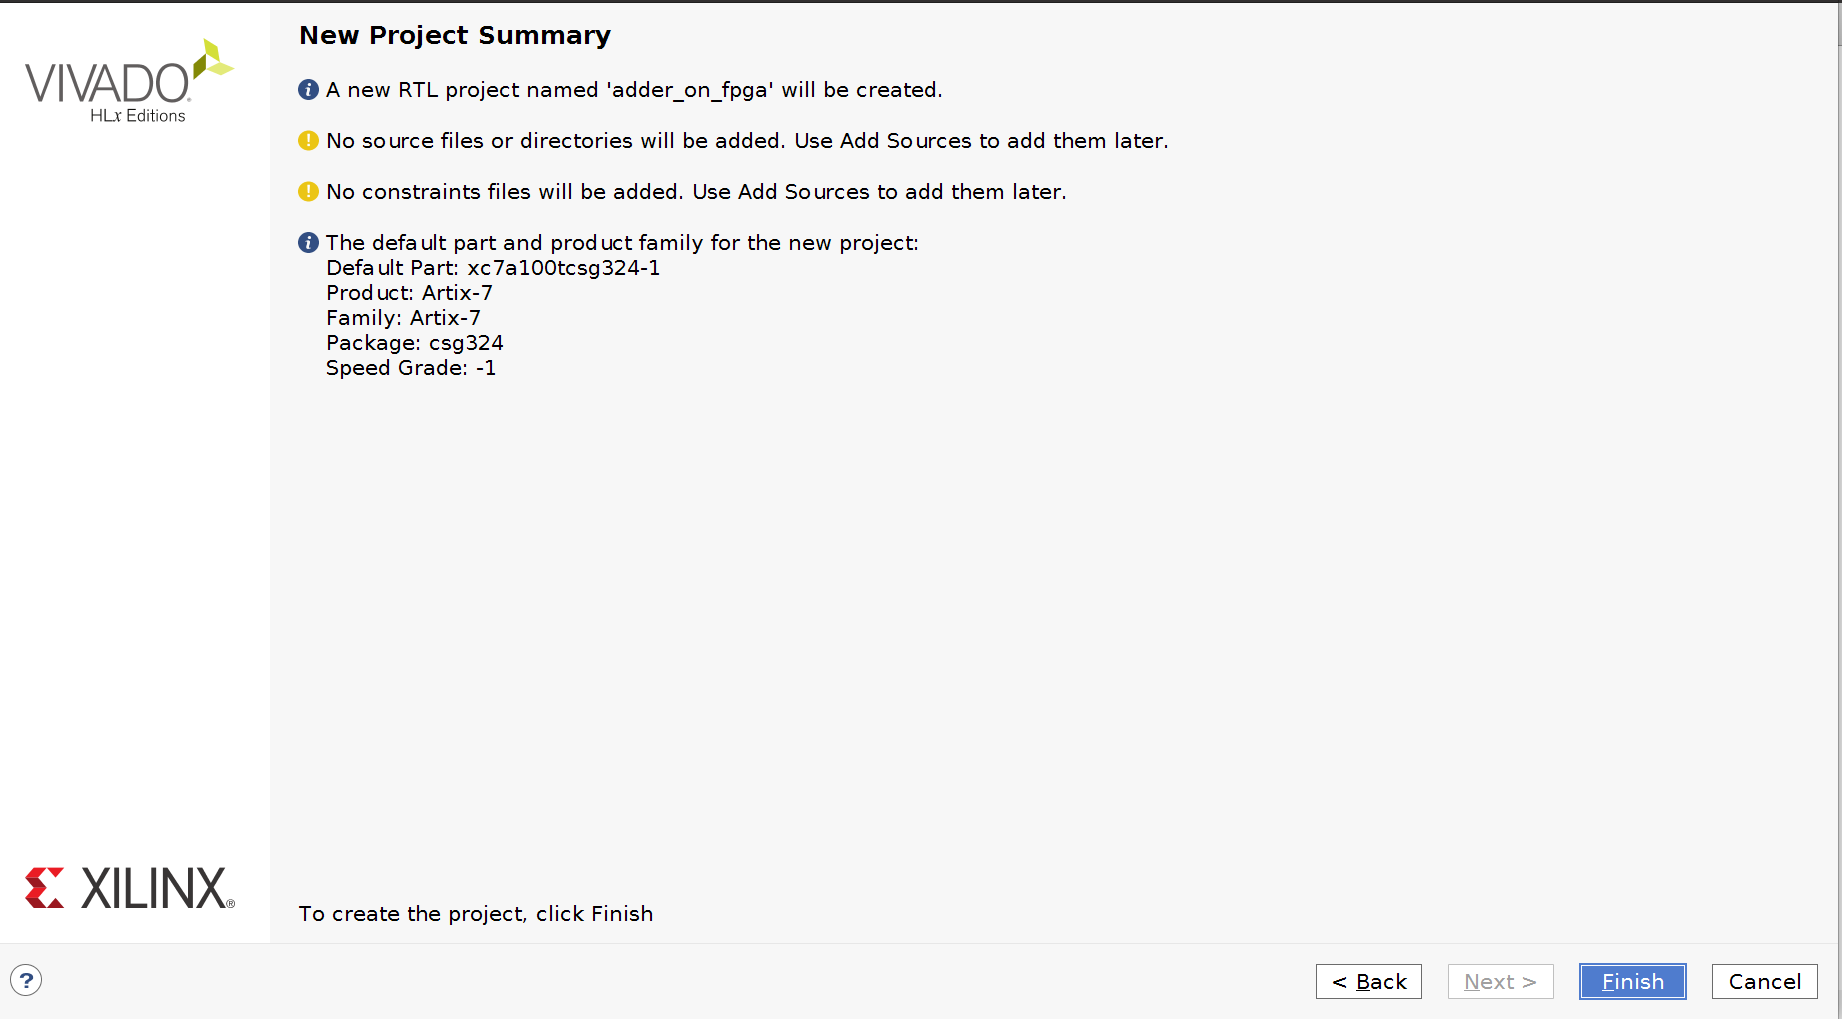 VIVADO.
HLx Editions
New Project Summary
A new RTL project named 'adder_on_fpga' will be created.
No source files or directories will be added. Use Add Sources to add them later.
No constraints files will be added. Use Add Sources to add them later.
The default part and product family for the new project:
Default Part: xc7a100tcsg324-1
Product: Artix-7
Family: Artix-7
Package: csg324
Speed Grade: -1
XILINX®
To create the project, click Finish
?
< Back
Next >
Finish
Cancel